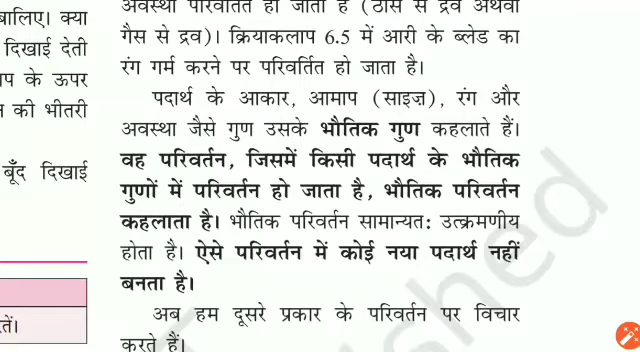 बालिए। क्या
दिखाई देती
प के ऊपर
न की भीतरी
बूँद दिखाई
तें।
अवस्था परिवर्तित हो जाती है (ठोस से द्रव अथवा
गैस से द्रव)। क्रियाकलाप 6.5 में आरी के ब्लेड का
रंग गर्म करने पर परिवर्तित हो जाता है।
पदार्थ के आकार, आमाप (साइज़), रंग और
अवस्था जैसे गुण उसके भौतिक गुण कहलाते हैं।
वह परिवर्तन, जिसमें किसी पदार्थ के भौतिक
गुणों में परिवर्तन हो जाता है, भौतिक परिवर्तन
कहलाता है। भौतिक परिवर्तन सामान्यत: उत्क्रमणीय
होता है। ऐसे परिवर्तन में कोई नया पदार्थ नहीं
बनता है।
अब हम दूसरे प्रकार के परिवर्तन पर विचार
करते हैं।